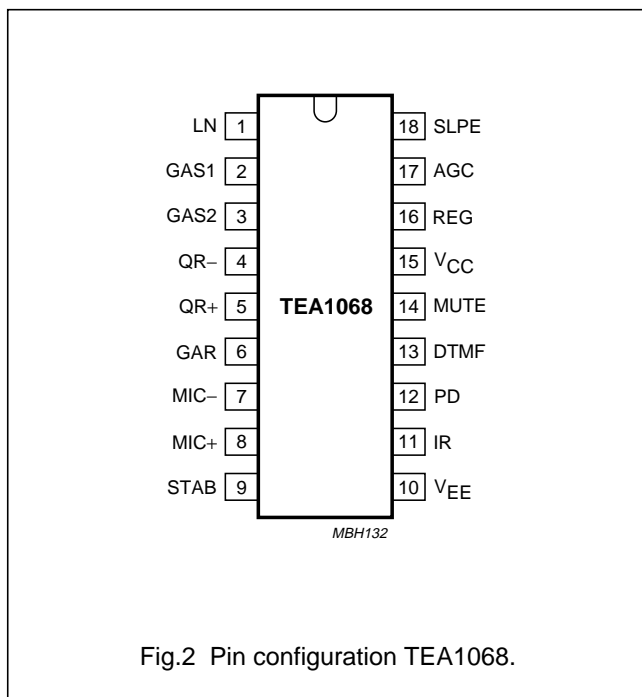 LN 1 18 SLPE
GAS1 2 17 AGC
GAS2 3 16 REG
QR− 4 15 VCC
QR+ 5 TEA1068 14 MUTE
GAR 6 13 DTMF
MIC− 7 12 PD
MIC+ 8 11 IR
STAB 9 10 VEE
MBH132
Fig.2 Pin configuration TEA1068.